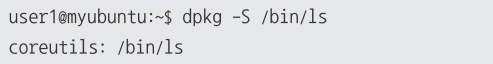 user1@myubuntu:~$ dpkg -S /bin/ls
coreutils: /bin/ls